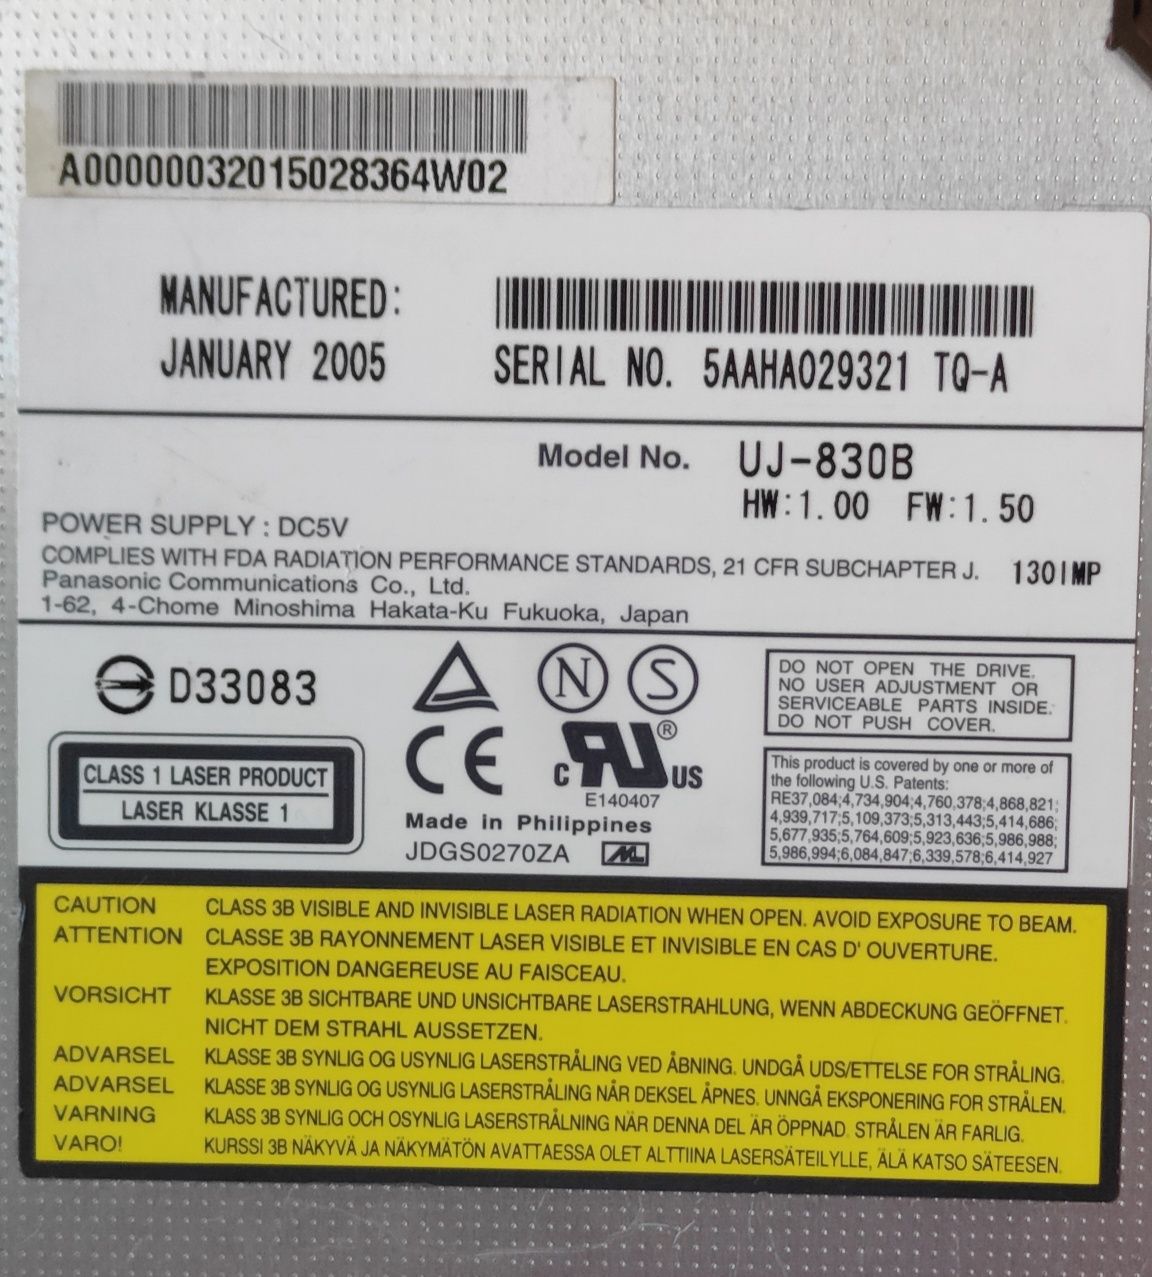 A00000032015028364W02
MANUFACTURED:
JANUARY 2005
SERIAL NO. 5AAHA029321 TQ-A
Model No. UJ-830B
HW:1.00 FW:1.50
POWER SUPPLY : DC5V
COMPLIES WITH FDA RADIATION PERFORMANCE STANDARDS, 21 CFR SUBCHAPTER J. 130IMP
Panasonic Communications Co., Ltd.
1-62, 4-Chome Minoshima Hakata-Ku Fukuoka, Japan
D33083
CLASS 1 LASER PRODUCT
LASER KLASSE 1
N S
CE
c RU ® US
E140407
Made in Philippines
JDGS0270ZA
DO NOT OPEN THE DRIVE.
NO USER ADJUSTMENT OR
SERVICEABLE PARTS INSIDE.
DO NOT PUSH COVER.
This product is covered by one or more of
the following U.S. Patents:
RE37,084;4,734,904;4,760,378;4,868,821;
4,939,717;5,109,373;5,313,443;5,414,686;
5,677,935;5,764,609;5,923,636;5,986,988;
5,986,994;6,084,847;6,339,578;6,414,927
CAUTION CLASS 3B VISIBLE AND INVISIBLE LASER RADIATION WHEN OPEN. AVOID EXPOSURE TO BEAM.
ATTENTION CLASSE 3B RAYONNEMENT LASER VISIBLE ET INVISIBLE EN CAS D' OUVERTURE.
EXPOSITION DANGEREUSE AU FAISCEAU.
VORSICHT KLASSE 3B SICHTBARE UND UNSICHTBARE LASERSTRAHLUNG, WENN ABDECKUNG GEÖFFNET.
NICHT DEM STRAHL AUSSETZEN.
ADVARSEL KLASSE 3B SYNLIG OG USYNLIG LASERSTRÅLING VED ÅBNING. UNDGÅ UDS/ETTELSE FOR STRÅLING.
ADVARSEL KLASSE 3B SYNLIG OG USYNLIG LASERSTRÅLING NÅR DEKSEL ÅPNES. UNNGÅ EKSPONERING FOR STRÅLEN.
VARNING KLASS 3B SYNLIG OCH OSYNLIG LASERSTRÅLNING NÄR DENNA DEL ÄR ÖPPNAD. STRÅLEN ÄR FARLIG.
VARO! KURSSI 3B NÄKYVÄ JA NÄKYMÄTÖN AVATTAESSA OLET ALTTIINA LASERSÄTEILYLLE, ÄLÄ KATSO SÄTEESEN.